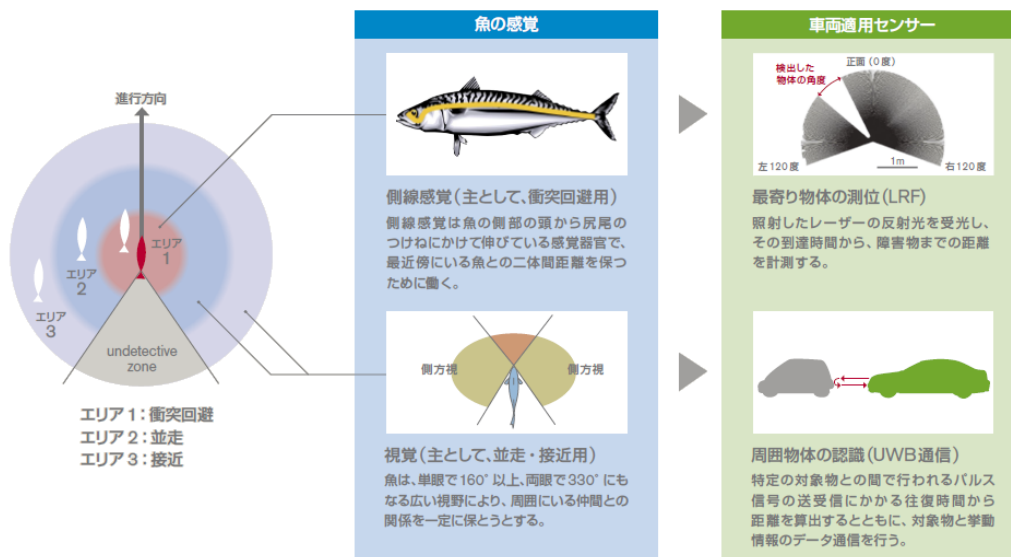 魚の感覚
車両適用センサー
進行方向
エリア
1
エリア
2
エリア
3
undetective
zone
エリア1：衝突回避
エリア2：並走
エリア3：接近
側線感覚（主として、衝突回避用）
側線感覚は魚の側部の頭から尻尾の
つけねにかけて伸びている感覚器官で、
最近傍にいる魚との二体間距離を保つ
ために働く。
側方視
側方視
視覚（主として、並走・接近用）
魚は、単眼で160°以上、両眼で330°にも
なる広い視野により、周囲にいる仲間との
関係を一定に保とうとする。
検出した
物体の角度
正面（0度）
左120度
1m
右120度
最寄り物体の測位（LRF）
照射したレーザーの反射光を受光し、
その到達時間から、障害物までの距離
を計測する。
周囲物体の認識（UWB通信）
特定の対象物との間で行われるパルス
信号の送受信にかかる往復時間から
距離を算出するとともに、対象物と挙動
情報のデータ通信を行う。